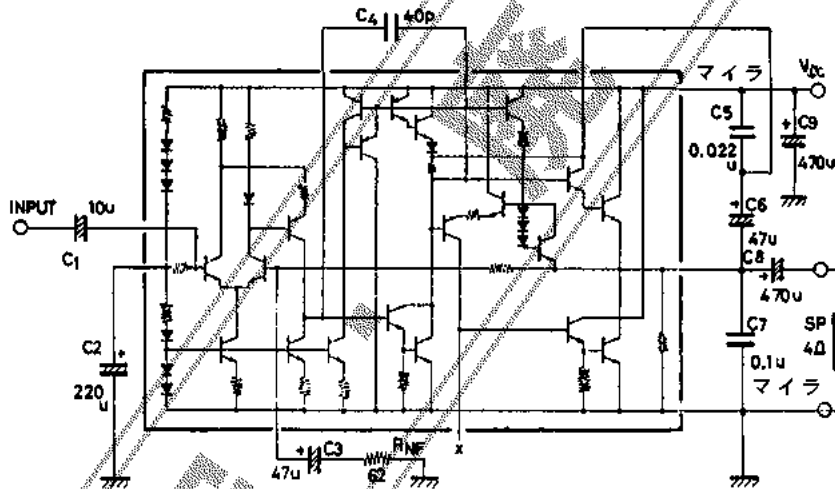 C4 40p
マイラ VDC
C5
0.022
u
C9
470u
INPUT
10u
C1
C6
47u
C8
470u
C2
220
u
C7
0.1u
マイラ
SP
4Ω
47u
C3
RNF
62
x